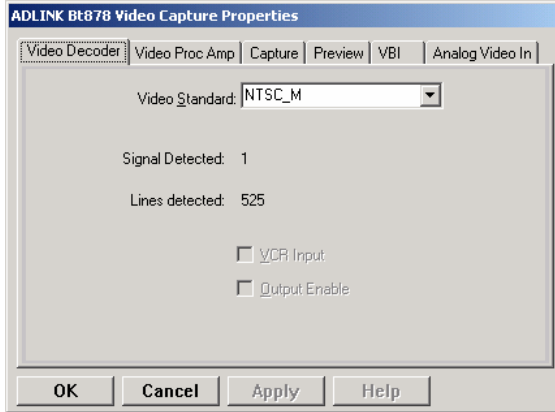 ADLINK Bt878 Video Capture Properties
Video Decoder Video Proc Amp Capture Preview VBI Analog Video In
Video Standard: NTSC_M
Signal Detected: 1
Lines detected: 525
VCR Input
Output Enable
OK Cancel Apply Help